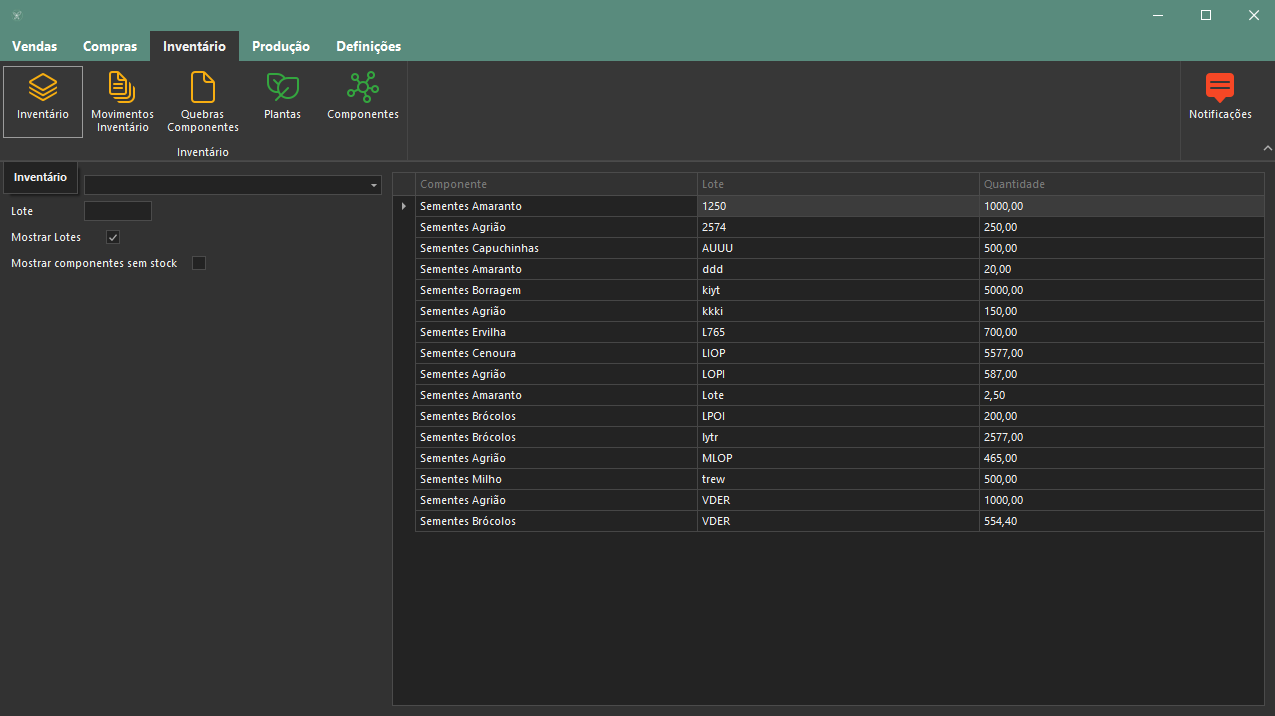 Vendas Compras Inventário Produção Definições
Inventário
Movimentos
Inventário
Quebras
Componentes
Plantas
Componentes
Notificações
Inventário
Inventário
Lote
Mostrar Lotes
Mostrar componentes sem stock
Componente Lote Quantidade
Sementes Amaranto 1250 1000,00
Sementes Agrião 2574 250,00
Sementes Capuchinhas AUUU 500,00
Sementes Amaranto ddd 20,00
Sementes Borragem kiyt 5000,00
Sementes Agrião kkki 150,00
Sementes Ervilha L765 700,00
Sementes Cenoura LIOP 5577,00
Sementes Agrião LOPI 587,00
Sementes Amaranto Lote 2,50
Sementes Brócolos LPOI 200,00
Sementes Brócolos lytr 2577,00
Sementes Agrião MLOP 465,00
Sementes Milho trew 500,00
Sementes Agrião VDER 1000,00
Sementes Brócolos VDER 554,40